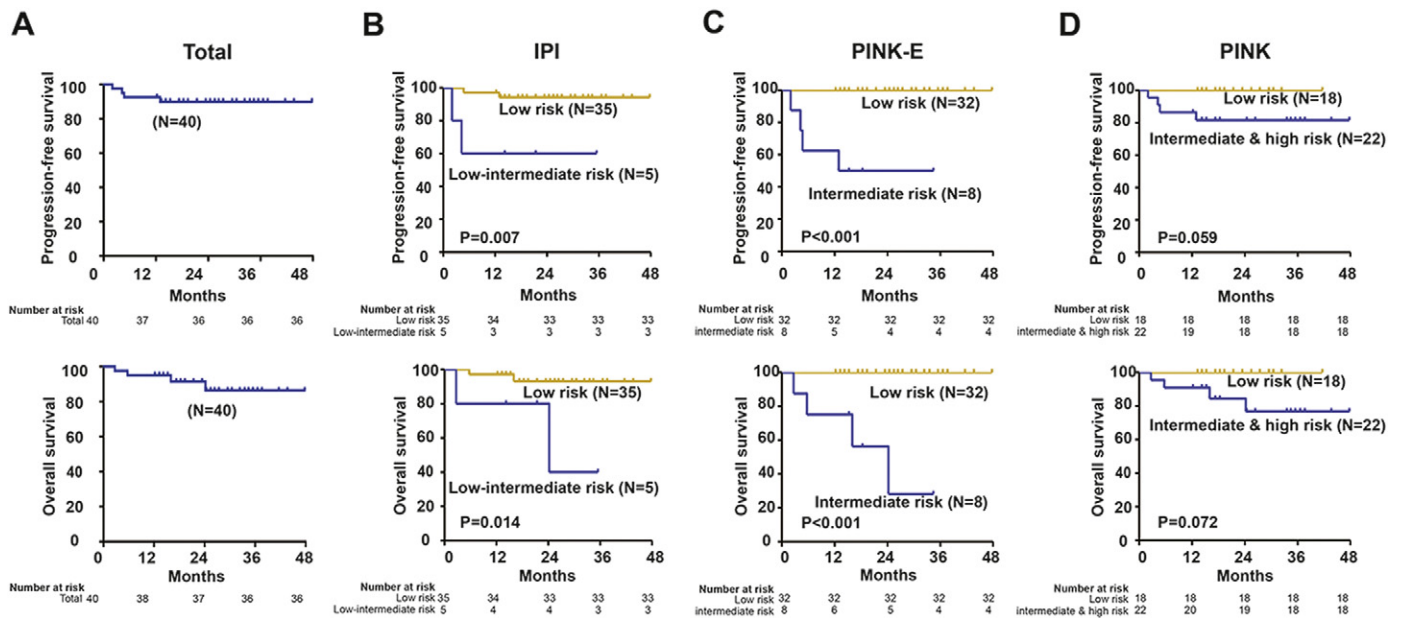 A
B
C
D
Total
IPI
PINK-E
PINK
Progression-free survival
100
80
60
40
20
0
(N=40)
0 12 24 36 48
Months
Number at risk
Total 40 37 36 36 36
Progression-free survival
100
80
60
40
20
0
Low risk (N=35)
Low-intermediate risk (N=5)
P=0.007
0 12 24 36 48
Months
Number at risk
Low risk 35 34 33 33 33
Low-intermediate risk 5 3 3 3 3
Progression-free survival
100
80
60
40
20
0
Low risk (N=32)
Intermediate risk (N=8)
P<0.001
0 12 24 36 48
Months
Number at risk
Low risk 32 32 32 32 32
intermediate risk 8 5 4 4 4
Progression-free survival
100
80
60
40
20
0
Low risk (N=18)
Intermediate & high risk (N=22)
P=0.059
0 12 24 36 48
Months
Number at risk
Low risk 18 18 18 18 18
intermediate & high risk 22 19 18 18 18
Overall survival
100
80
60
40
20
0
(N=40)
0 12 24 36 48
Months
Number at risk
Total 40 38 37 36 36
Overall survival
100
80
60
40
20
0
Low risk (N=35)
Low-intermediate risk (N=5)
P=0.014
0 12 24 36 48
Months
Number at risk
Low risk 35 34 33 33 33
Low-intermediate risk 5 4 4 3 3
Overall survival
100
80
60
40
20
0
Low risk (N=32)
Intermediate risk (N=8)
P<0.001
0 12 24 36 48
Months
Number at risk
Low risk 32 32 32 32 32
intermediate risk 8 6 5 4 4
Overall survival
100
80
60
40
20
0
Low risk (N=18)
Intermediate & high risk (N=22)
P=0.072
0 12 24 36 48
Months
Number at risk
Low risk 18 18 18 18 18
intermediate & high risk 22 20 19 18 18